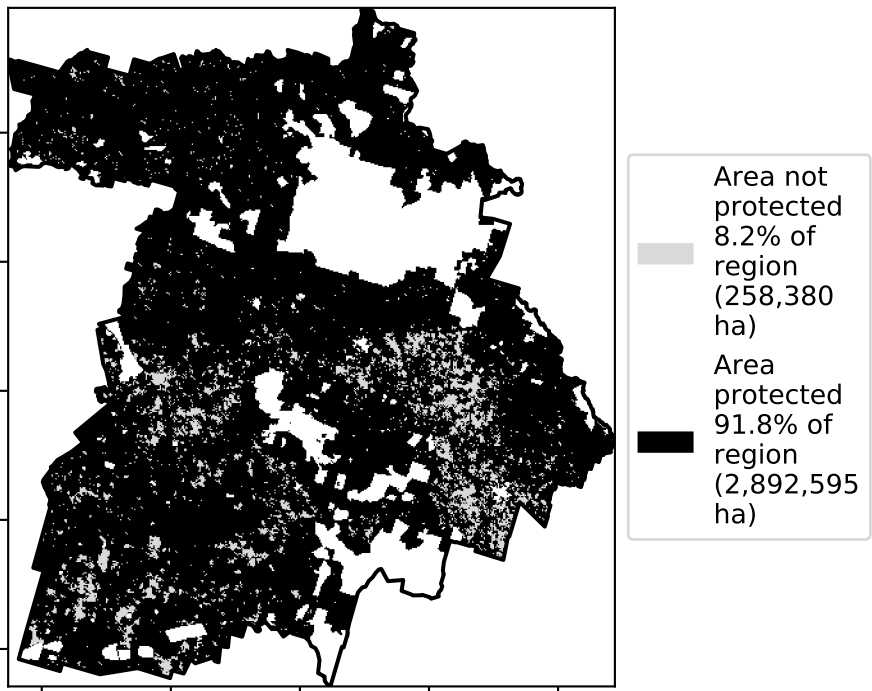 Area not
protected
8.2% of
region
(258,380
ha)
Area
protected
91.8% of
region
(2,892,595
ha)